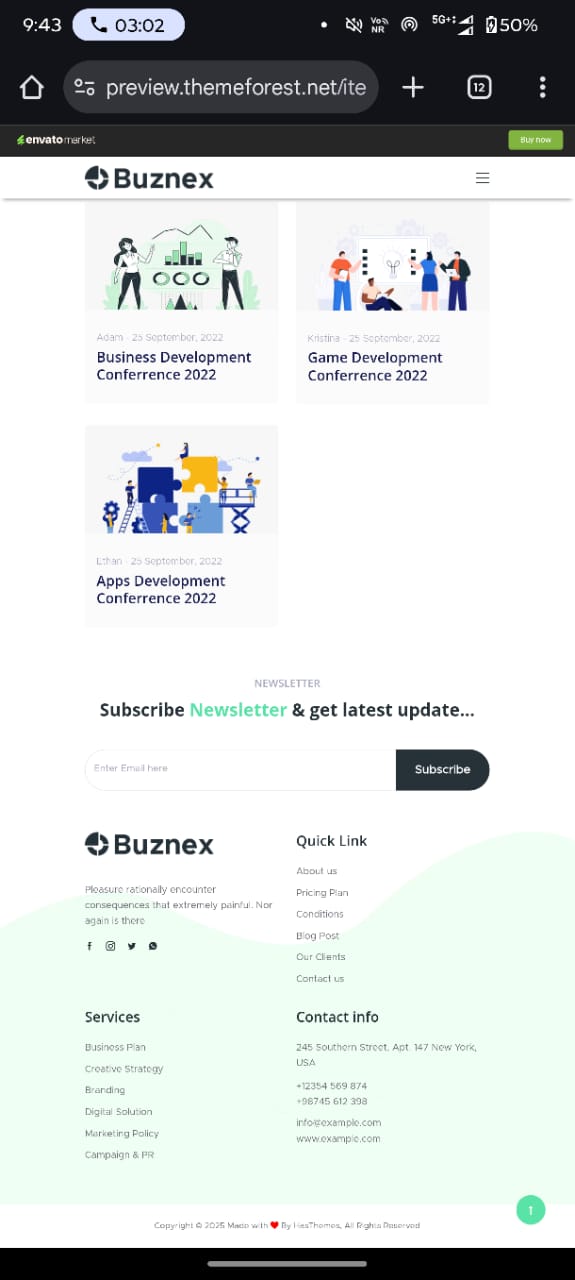 9:43
03:02
Vo))
NR
5G+
50%
preview.themeforest.net/ite
12
envato market
Buy now
Buznex
Adam - 25 September, 2022
Business Development
Conferrence 2022
Kristina - 25 September, 2022
Game Development
Conferrence 2022
Ethan - 25 September, 2022
Apps Development
Conferrence 2022
NEWSLETTER
Subscribe Newsletter & get latest update...
Enter Email here
Subscribe
Buznex
Pleasure rationally encounter
consequences that extremely painful. Nor
again is there
Quick Link
About us
Pricing Plan
Conditions
Blog Post
Our Clients
Contact us
Services
Business Plan
Creative Strategy
Branding
Digital Solution
Marketing Policy
Campaign & PR
Contact info
245 Southern Street, Apt. 147 New York,
USA
+12354 569 874
+98745 612 398
info@example.com
www.example.com
Copyright © 2025 Made with ❤ By HasThemes, All Rights Reserved